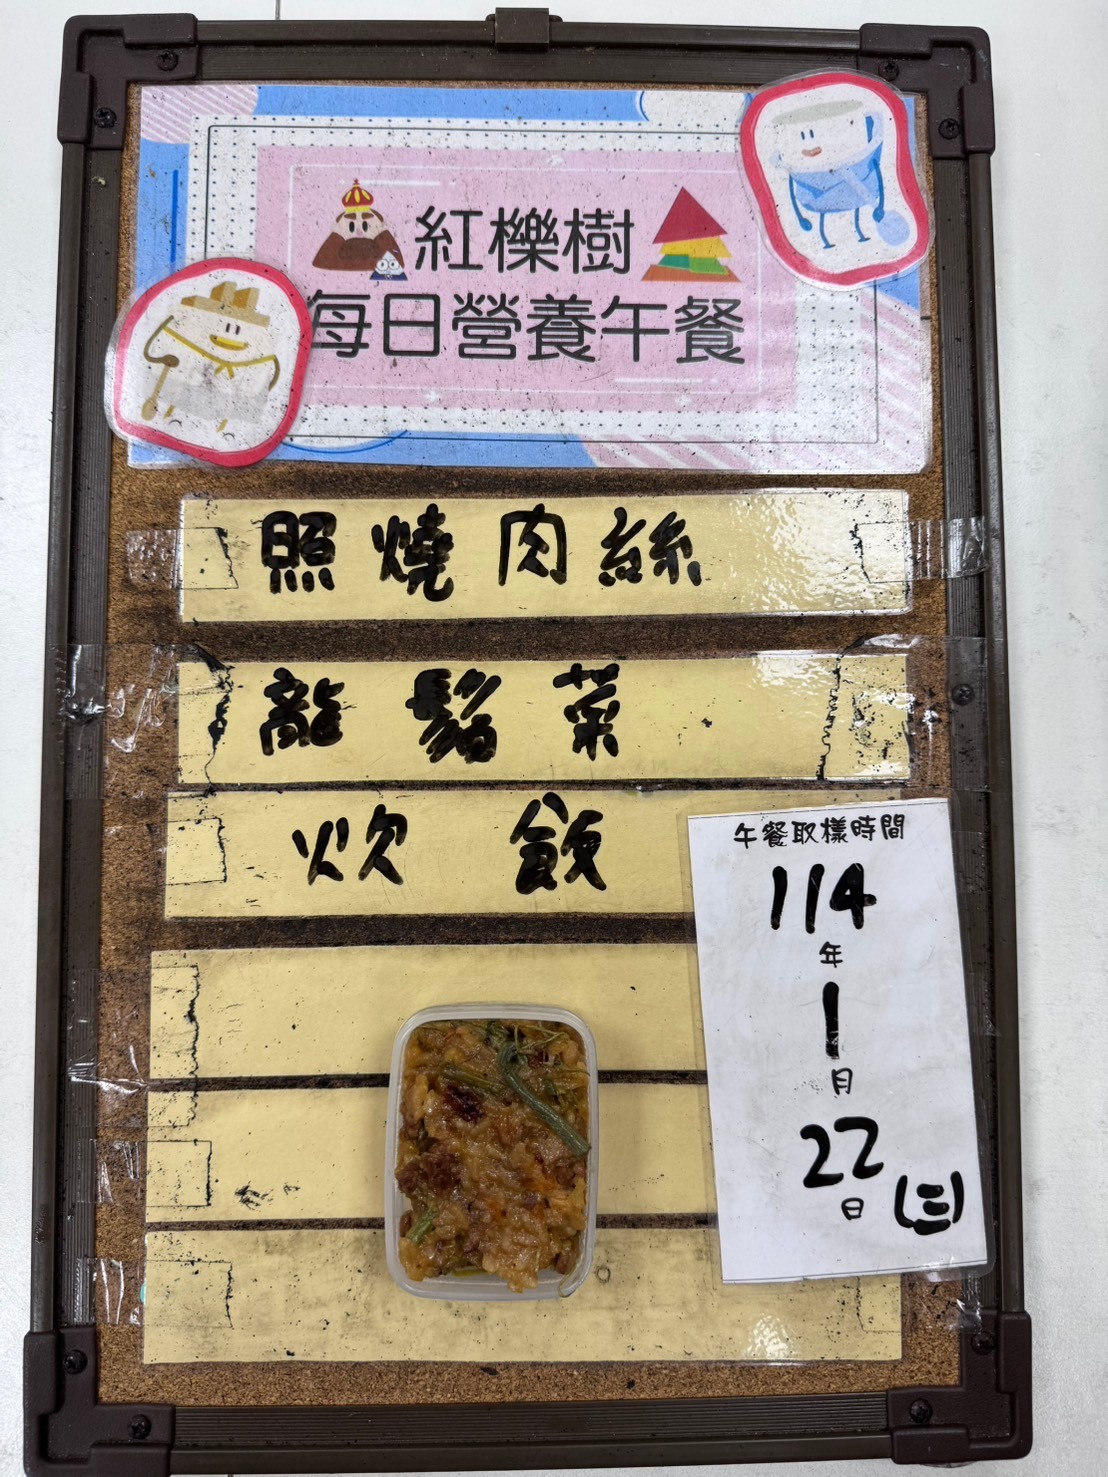 紅櫟樹
每日營養午餐
照燒肉絲
龍鬚菜
炊飯
午餐取樣時間
114
年
1
月
22
日 (三)